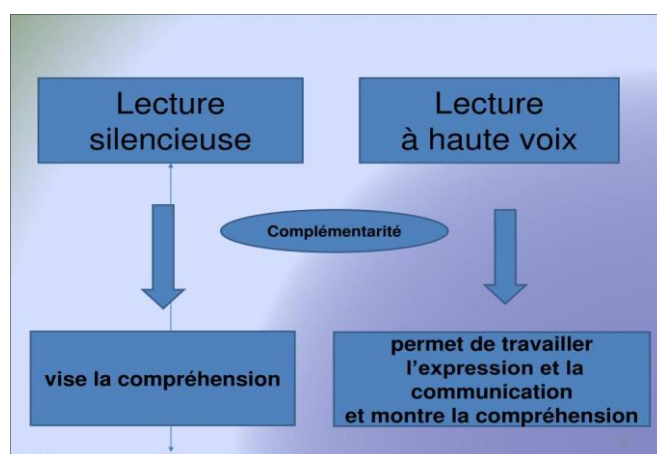 Lecture
silencieuse
Lecture
à haute voix
Complémentarité
vise la compréhension
permet de travailler
l'expression et la
communication
et montre la compréhension